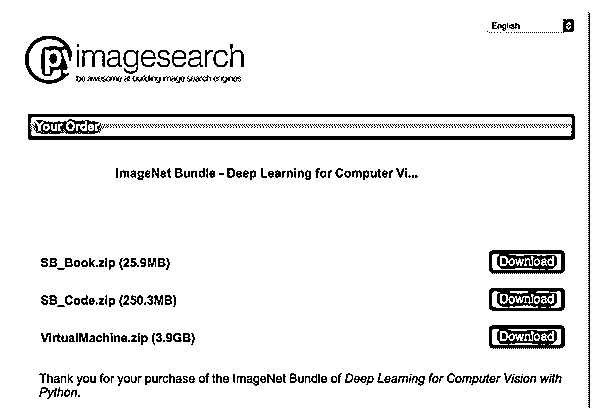 English
pyimagesearch
be awesome at building image search engines
Your Order
ImageNet Bundle - Deep Learning for Computer Vi...
SB_Book.zip (25.9MB) Download
SB_Code.zip (250.3MB) Download
VirtualMachine.zip (3.9GB) Download
Thank you for your purchase of the ImageNet Bundle of Deep Learning for Computer Vision with
Python.